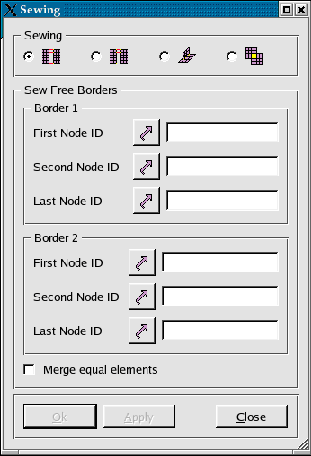 Sewing
Sewing
Sew Free Borders
Border 1
First Node ID
Second Node ID
Last Node ID
Border 2
First Node ID
Second Node ID
Last Node ID
Merge equal elements
Ok Apply Close